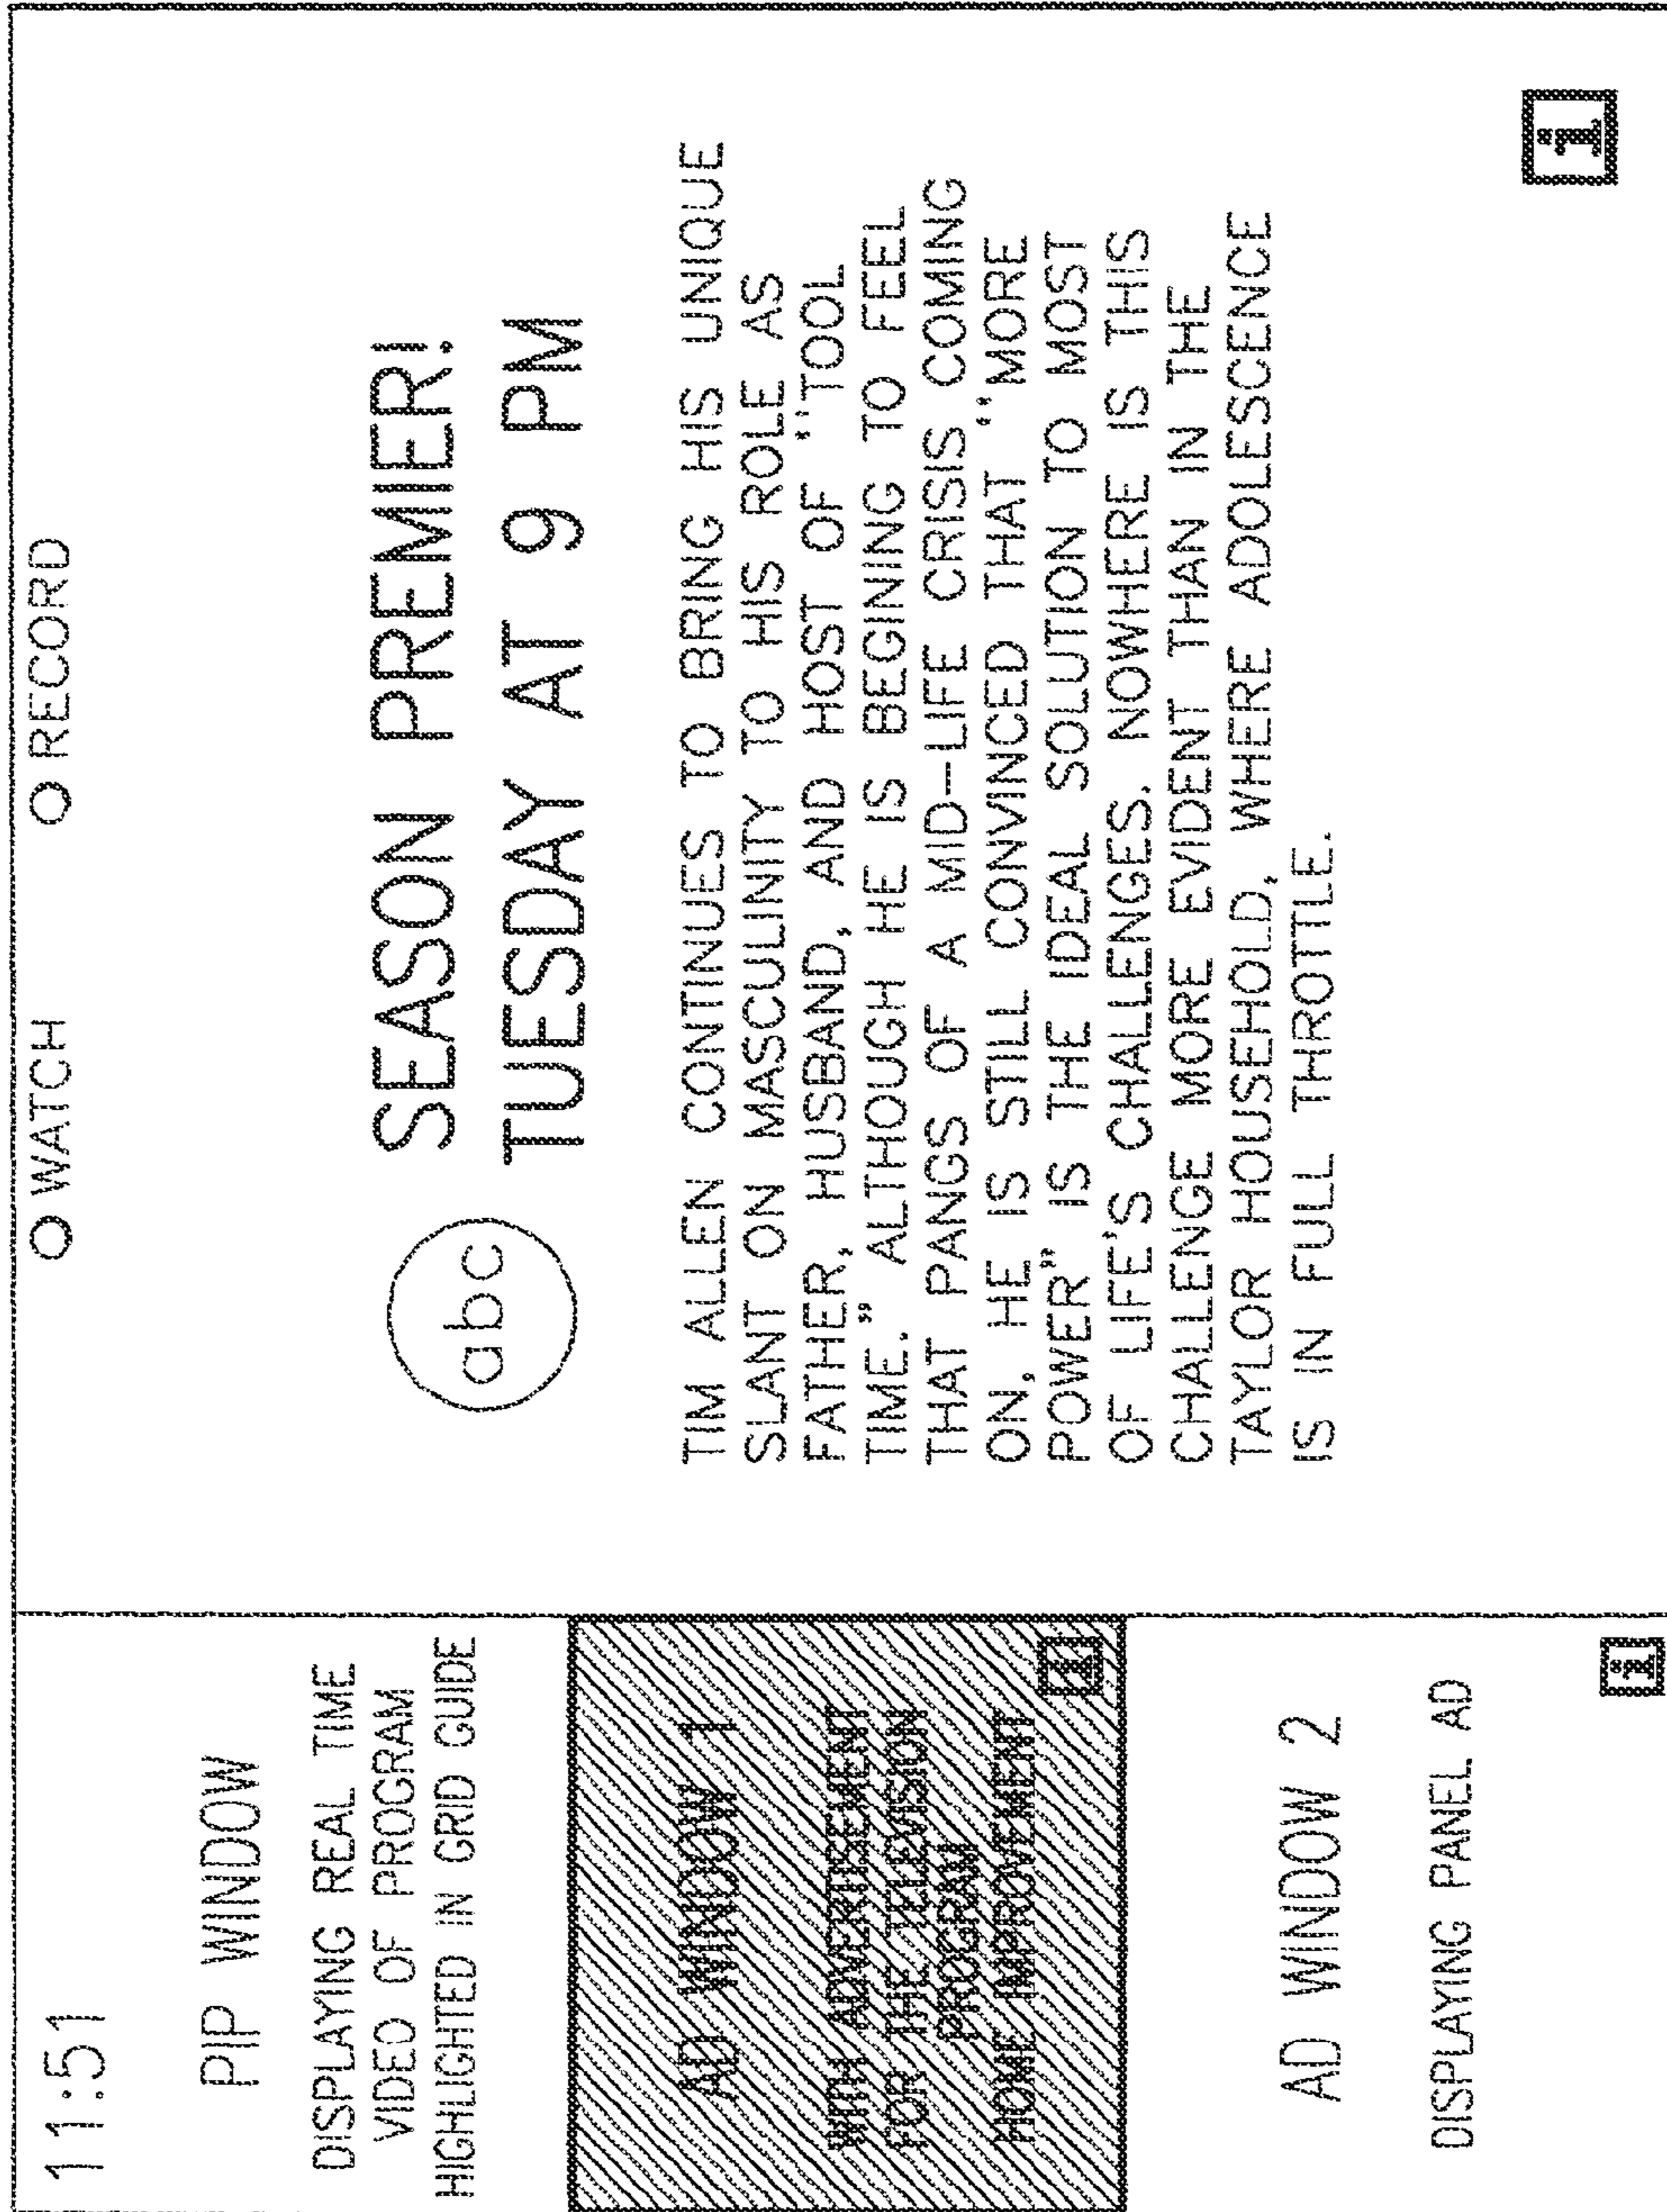 11:51
PIP WINDOW
DISPLAYING REAL TIME
VIDEO OF PROGRAM
HIGHLIGHTED IN GRID GUIDE
AD WINDOW 1
WITH ADVERTISEMENT
FOR THE TELEVISION
PROGRAM
HOME IMPROVEMENT
i
AD WINDOW 2
DISPLAYING PANEL AD
i
O WATCH O RECORD
abc
SEASON PREMIER!
TUESDAY AT 9 PM
TIM ALLEN CONTINUES TO BRING HIS UNIQUE
SLANT ON MASCULINITY TO HIS ROLE AS
FATHER, HUSBAND, AND HOST OF "TOOL
TIME." ALTHOUGH HE IS BEGINING TO FEEL
THAT PANGS OF A MID-LIFE CRISIS COMING
ON, HE IS STILL CONVINCED THAT "MORE
POWER" IS THE IDEAL SOLUTION TO MOST
OF LIFE'S CHALLENGES. NOWHERE IS THIS
CHALLENGE MORE EVIDENT THAN IN THE
TAYLOR HOUSEHOLD, WHERE ADOLESCENCE
IS IN FULL THROTTLE.
i